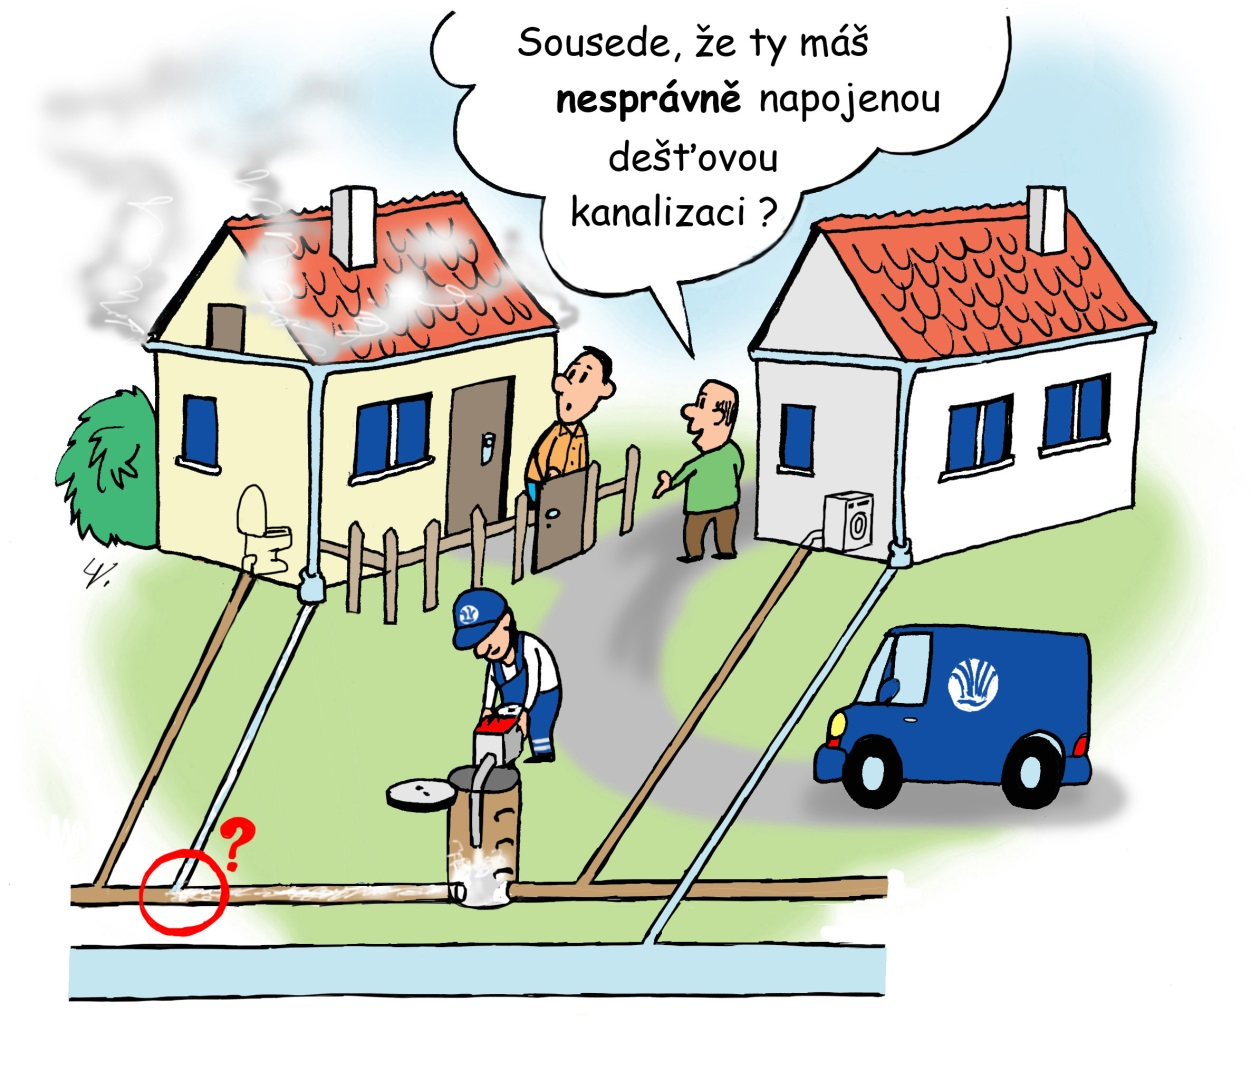 Sousede, že ty máš
nesprávně napojenou
dešťovou
kanalizaci ?
?